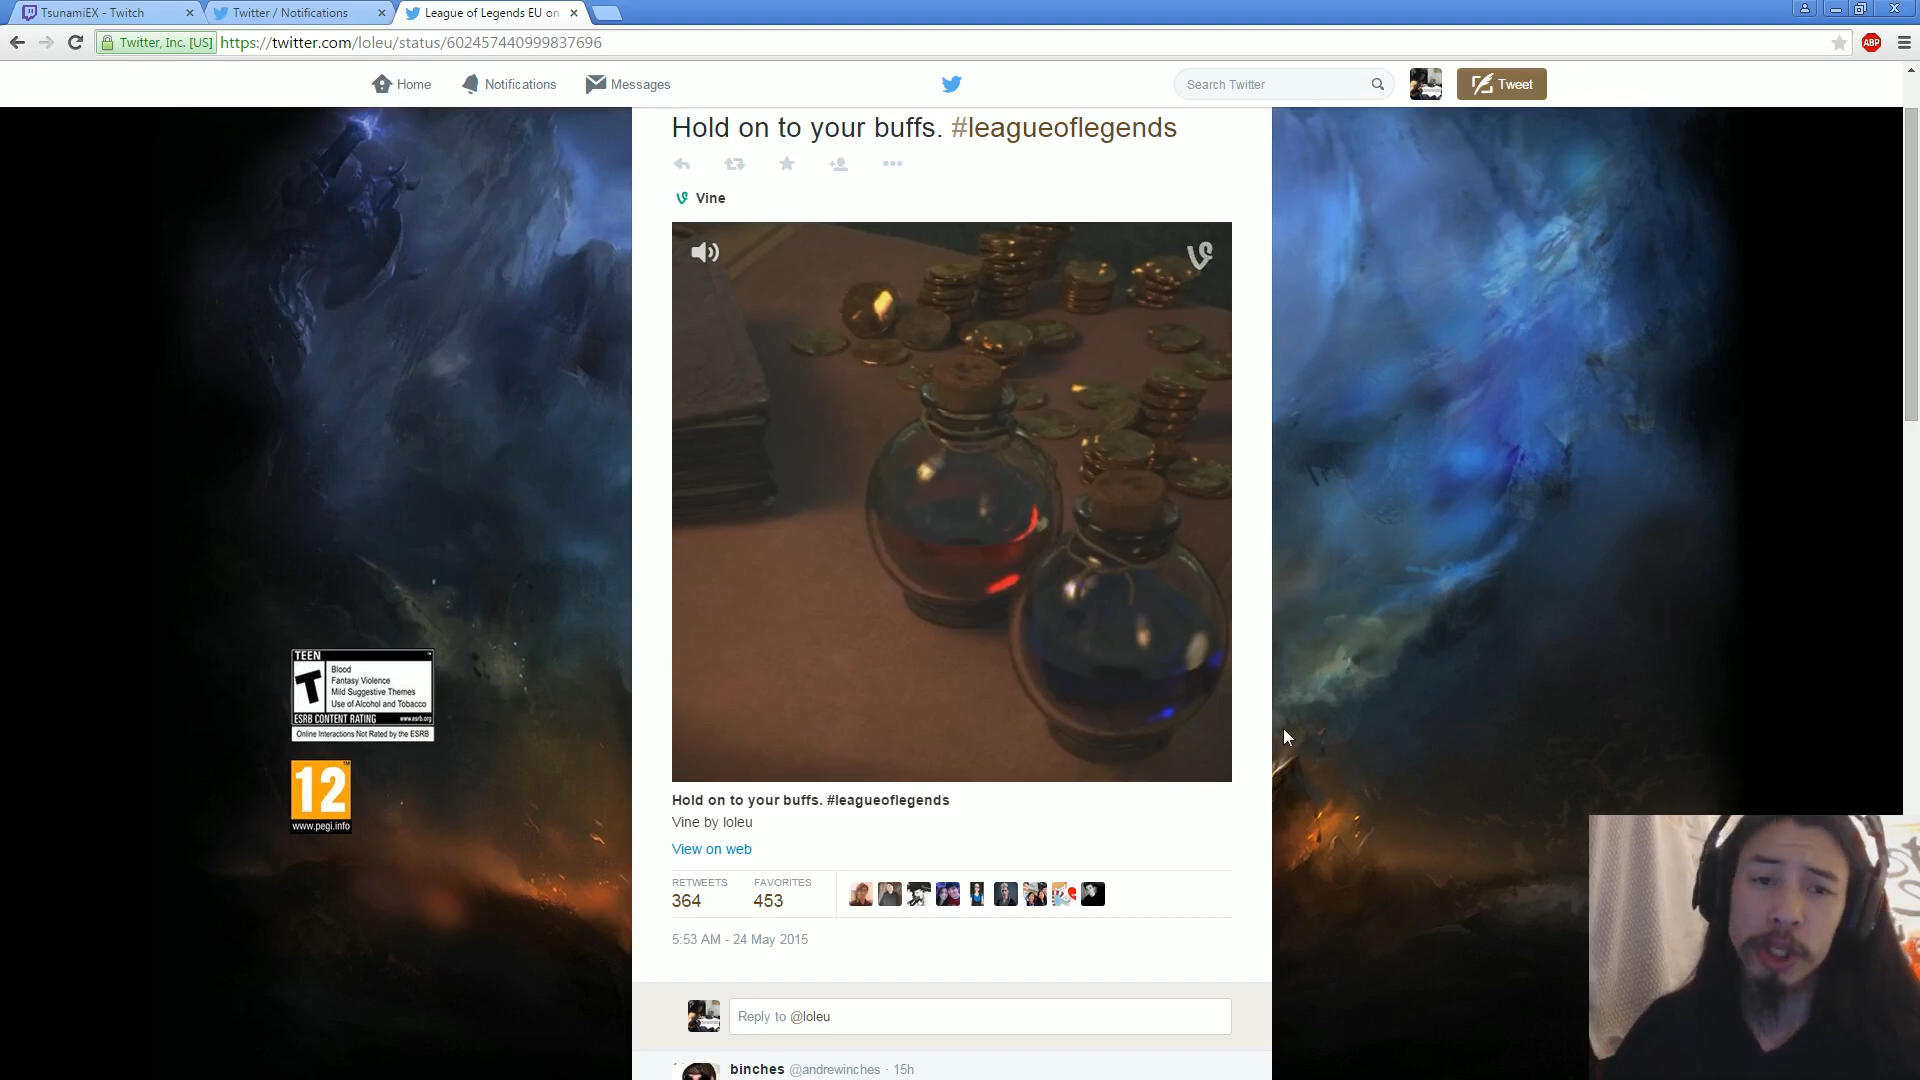 TsunamiEX - Twitch
Twitter / Notifications
League of Legends EU on
Twitter, Inc. [US]
https://twitter.com/loleu/status/602457440999837696
ABP
Home
Notifications
Messages
Search Twitter
Tweet
Hold on to your buffs. #leagueoflegends
Vine
TEEN
T
Blood
Fantasy Violence
Mild Suggestive Themes
Use of Alcohol and Tobacco
ESRB CONTENT RATING www.esrb.org
Online Interactions Not Rated by the ESRB
12
www.pegi.info
Hold on to your buffs. #leagueoflegends
Vine by loleu
View on web
RETWEETS
364
FAVORITES
453
5:53 AM - 24 May 2015
Reply to @loleu
binches @andrewinches · 15h